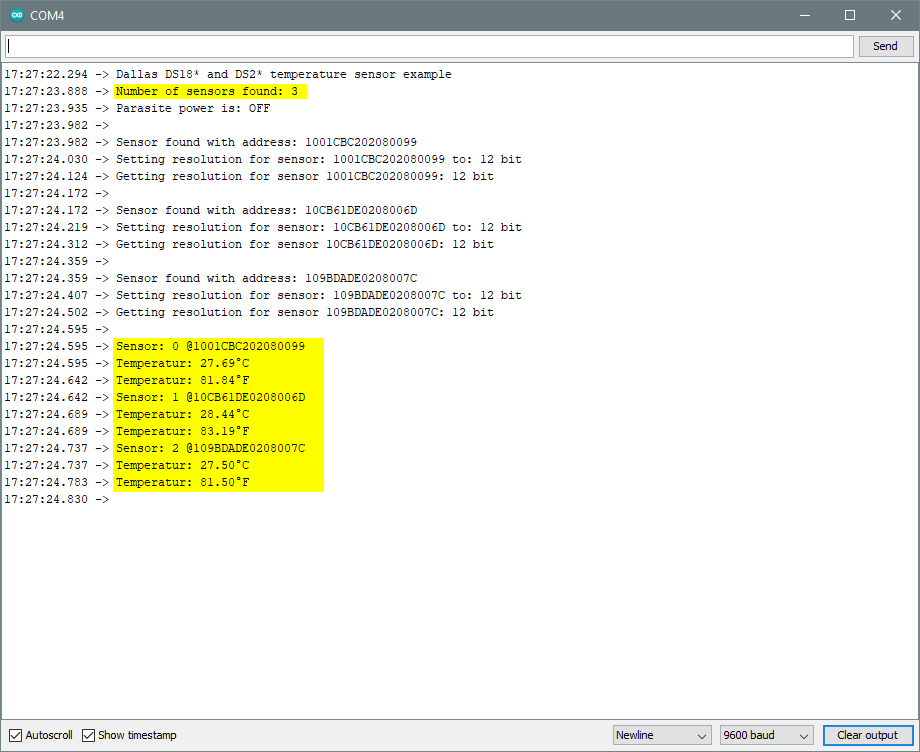 COM4
Send
17:27:22.294 -> Dallas DS18* and DS2* temperature sensor example
17:27:23.888 -> Number of sensors found: 3
17:27:23.935 -> Parasite power is: OFF
17:27:23.982 ->
17:27:23.982 -> Sensor found with address: 1001CBC202080099
17:27:24.030 -> Setting resolution for sensor: 1001CBC202080099 to: 12 bit
17:27:24.124 -> Getting resolution for sensor 1001CBC202080099: 12 bit
17:27:24.172 ->
17:27:24.172 -> Sensor found with address: 10CB61DE0208006D
17:27:24.219 -> Setting resolution for sensor: 10CB61DE0208006D to: 12 bit
17:27:24.312 -> Getting resolution for sensor 10CB61DE0208006D: 12 bit
17:27:24.359 ->
17:27:24.359 -> Sensor found with address: 109BDADE0208007C
17:27:24.407 -> Setting resolution for sensor: 109BDADE0208007C to: 12 bit
17:27:24.502 -> Getting resolution for sensor 109BDADE0208007C: 12 bit
17:27:24.595 ->
17:27:24.595 -> Sensor: 0 @1001CBC202080099
17:27:24.595 -> Temperatur: 27.69°C
17:27:24.642 -> Temperatur: 81.84°F
17:27:24.642 -> Sensor: 1 @10CB61DE0208006D
17:27:24.689 -> Temperatur: 28.44°C
17:27:24.689 -> Temperatur: 83.19°F
17:27:24.737 -> Sensor: 2 @109BDADE0208007C
17:27:24.737 -> Temperatur: 27.50°C
17:27:24.783 -> Temperatur: 81.50°F
17:27:24.830 ->
Autoscroll Show timestamp Newline 9600 baud Clear output